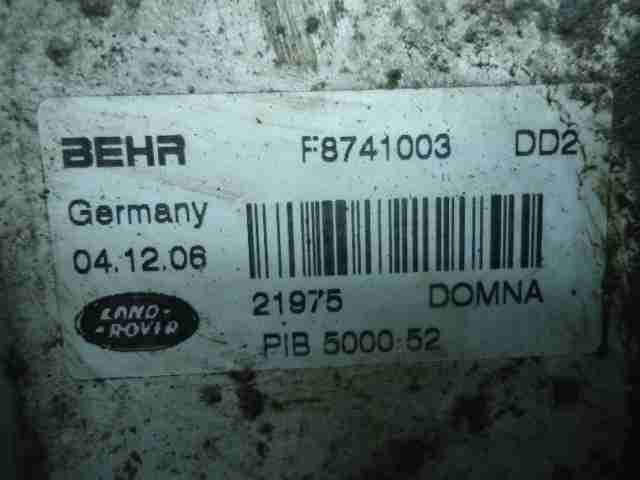 BEHR F8741003 DD2
Germany
04.12.06
21975 DOMNA
LAND-
-ROVER
PIB 5000 52